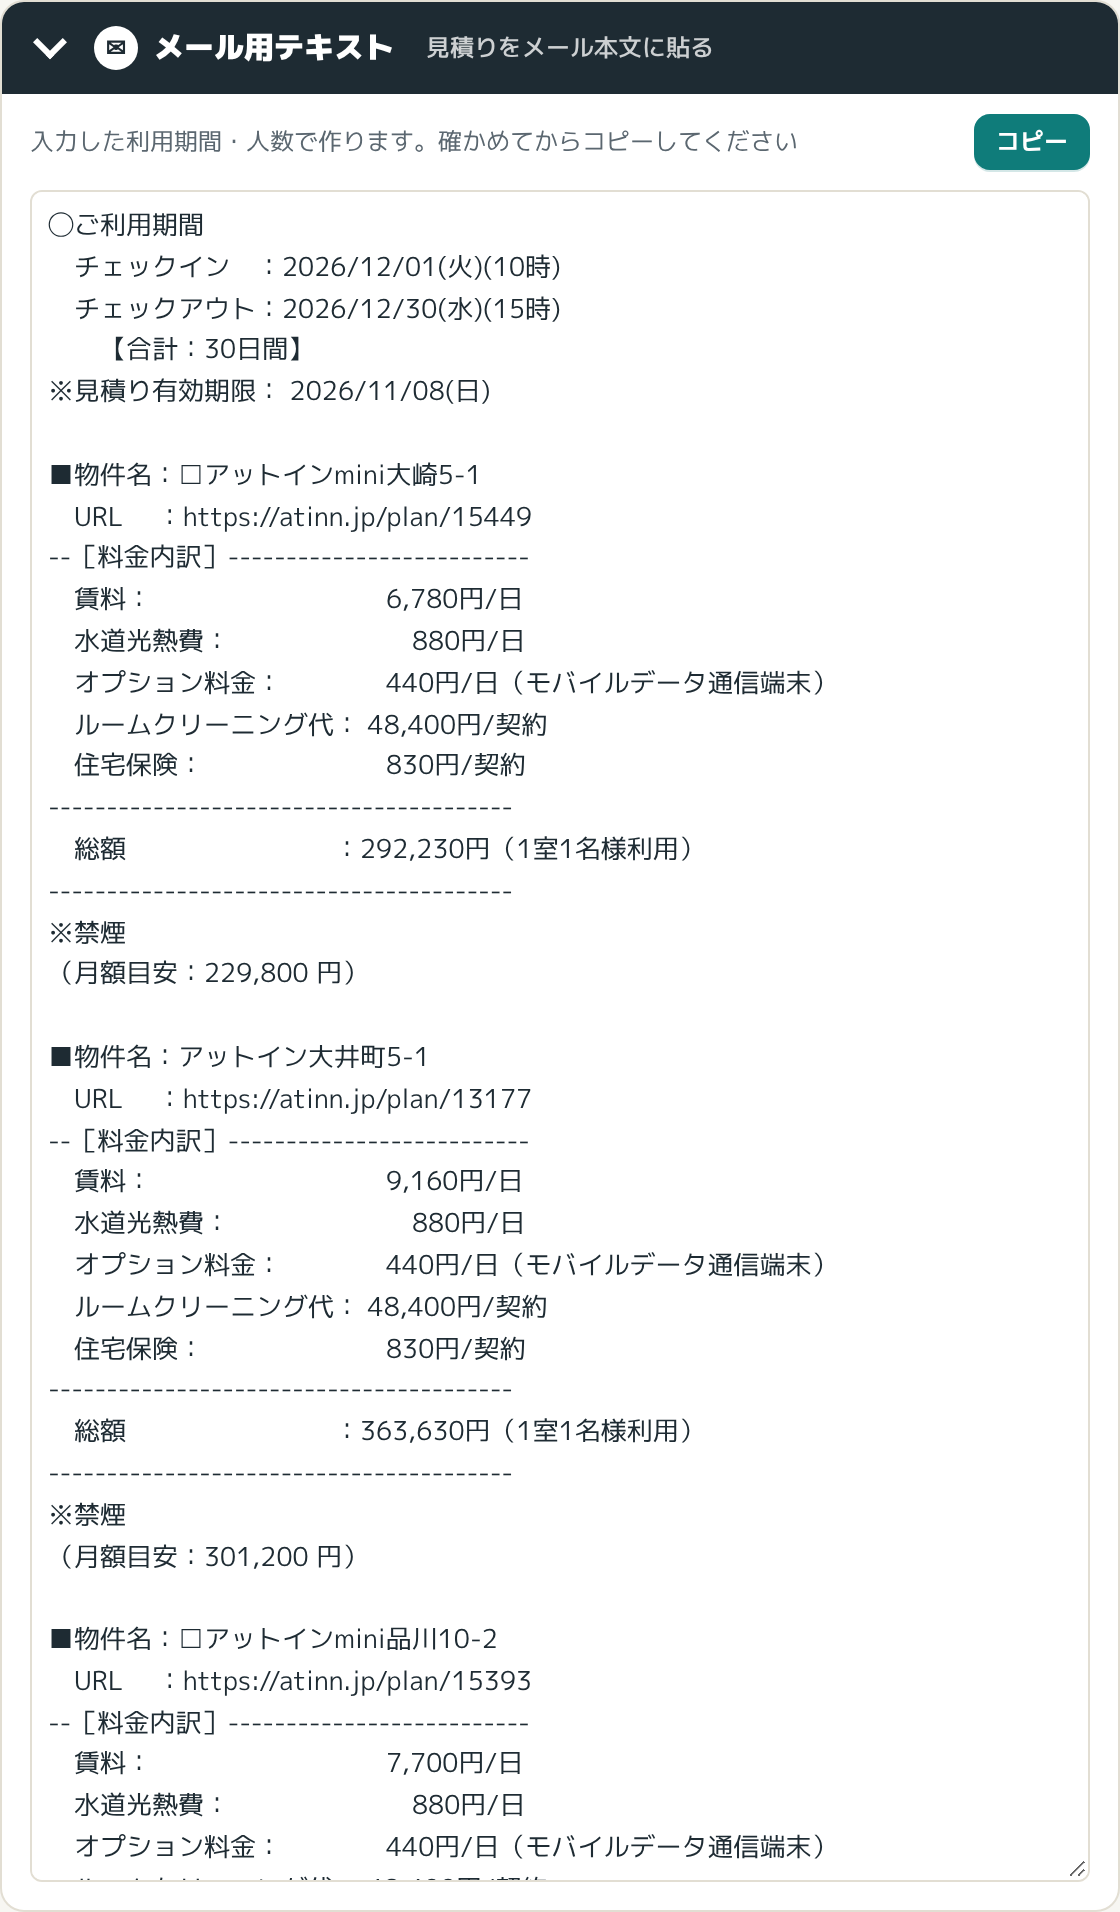 メール用テキスト 見積りをメール本文に貼る
入力した利用期間・人数で作ります。確かめてからコピーしてください
コピー
〇ご利用期間
　チェックイン　：2026/12/01(火)(10時)
　チェックアウト：2026/12/30(水)(15時)
　　【合計：30日間】
※見積り有効期限： 2026/11/08(日)

■物件名：□アットインmini大崎5-1
　URL　 ：https://atinn.jp/plan/15449
--［料金内訳］--------------------------
　賃料：　　　　　　　　　 6,780円/日
　水道光熱費：　　　　　　　 880円/日
　オプション料金：　　　　 440円/日（モバイルデータ通信端末）
　ルームクリーニング代： 48,400円/契約
　住宅保険：　　　　　　　 830円/契約
----------------------------------------
　総額　　　　　　　　 ：292,230円（1室1名様利用）
----------------------------------------
※禁煙
（月額目安：229,800 円）

■物件名：アットイン大井町5-1
　URL　 ：https://atinn.jp/plan/13177
--［料金内訳］--------------------------
　賃料：　　　　　　　　　 9,160円/日
　水道光熱費：　　　　　　　 880円/日
　オプション料金：　　　　 440円/日（モバイルデータ通信端末）
　ルームクリーニング代： 48,400円/契約
　住宅保険：　　　　　　　 830円/契約
----------------------------------------
　総額　　　　　　　　 ：363,630円（1室1名様利用）
----------------------------------------
※禁煙
（月額目安：301,200 円）

■物件名：□アットインmini品川10-2
　URL　 ：https://atinn.jp/plan/15393
--［料金内訳］--------------------------
　賃料：　　　　　　　　　 7,700円/日
　水道光熱費：　　　　　　　 880円/日
　オプション料金：　　　　 440円/日（モバイルデータ通信端末）